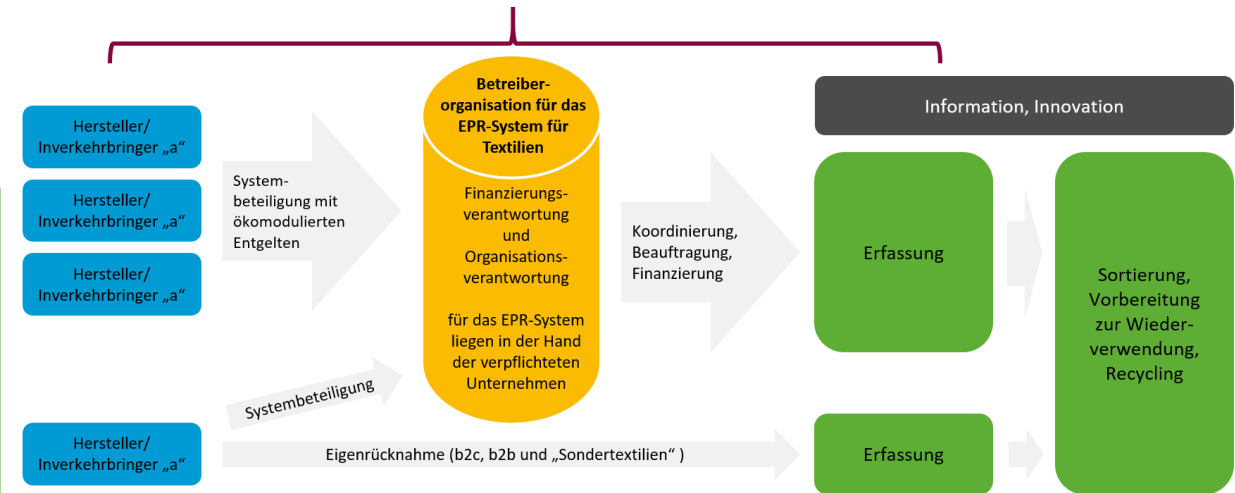 Betreiber-
organisation für das
EPR-System für
Textilien
Information, Innovation
Hersteller/
Inverkehrbringer „a“
Hersteller/
Inverkehrbringer „a“
Hersteller/
Inverkehrbringer „a“
System-
beteiligung mit
ökomodulierten
Entgelten
Finanzierungs-
verantwortung
und
Organisations-
verantwortung
für das EPR-System
liegen in der Hand
der verpflichteten
Unternehmen
Koordinierung,
Beauftragung,
Finanzierung
Erfassung
Sortierung,
Vorbereitung
zur Wieder-
verwendung,
Recycling
Systembeteiligung
Hersteller/
Inverkehrbringer „a“
Eigenrücknahme (b2c, b2b und „Sondertextilien“ )
Erfassung